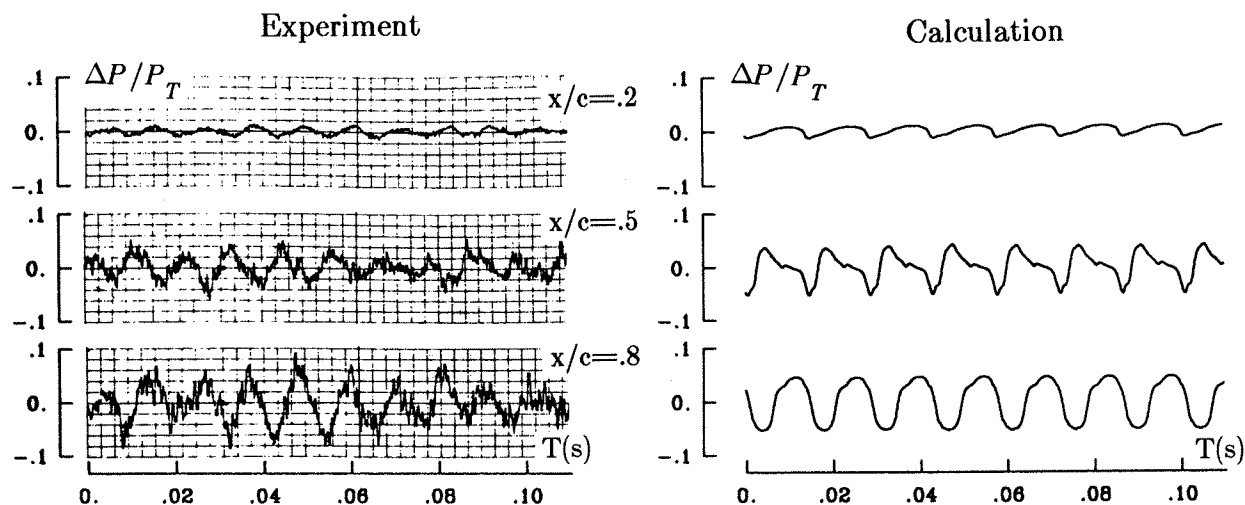 Experiment
Calculation
.1
ΔP/P_T
x/c=.2
0.
-.1
.1
x/c=.5
0.
-.1
.1
x/c=.8
0.
-.1
T(s)
0. .02 .04 .06 .08 .10
.1
ΔP/P_T
0.
-.1
.1
0.
-.1
.1
0.
-.1
T(s)
0. .02 .04 .06 .08 .10